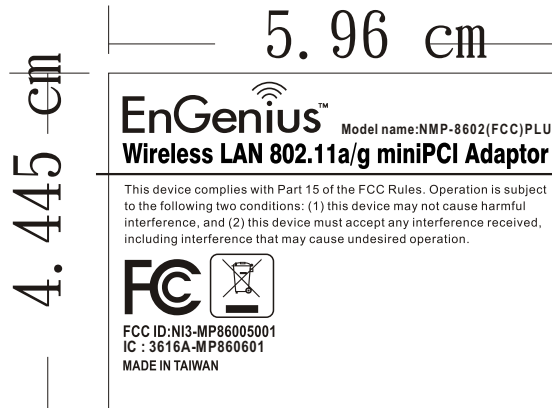 5.96 cm
4.445 cm
EnGenius™
Model name:NMP-8602(FCC)PLU
Wireless LAN 802.11a/g miniPCI Adaptor
This device complies with Part 15 of the FCC Rules. Operation is subject
to the following two conditions: (1) this device may not cause harmful
interference, and (2) this device must accept any interference received,
including interference that may cause undesired operation.
FC
FCC ID:NI3-MP86005001
IC : 3616A-MP860601
MADE IN TAIWAN